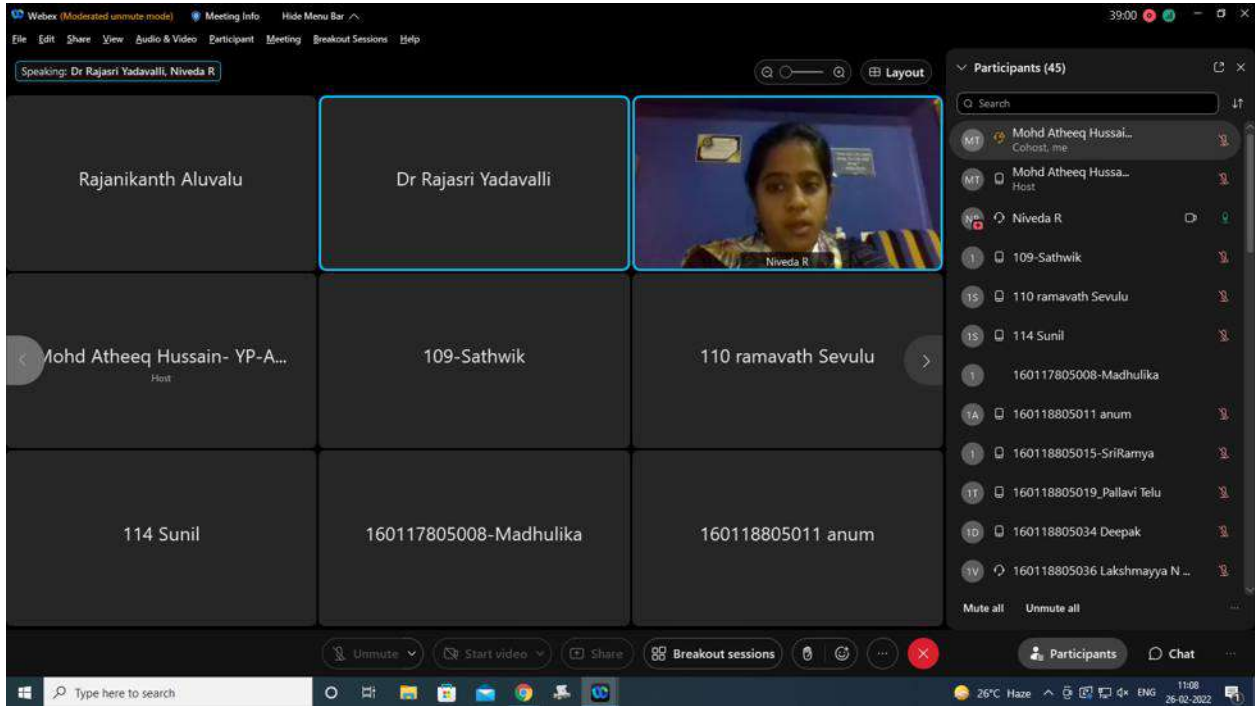 Webex (Moderated unmute mode) Meeting Info Hide Menu Bar 39:00
File Edit Share View Audio & Video Participant Meeting Breakout Sessions Help
Speaking: Dr Rajasri Yadavalli, Niveda R
Layout
Rajanikanth Aluvalu
Dr Rajasri Yadavalli
Niveda R
Mohd Atheeq Hussain- YP-A...
Host
109-Sathwik
110 ramavath Sevulu
114 Sunil
160117805008-Madhulika
160118805011 anum
Participants (45)
Search
MT Mohd Atheeq Hussai...
Cohost, me
MT Mohd Atheeq Hussa...
Host
Niveda R
1 109-Sathwik
1S 110 ramavath Sevulu
1S 114 Sunil
1 160117805008-Madhulika
1A 160118805011 anum
1 160118805015-SriRamya
1T 160118805019_Pallavi Telu
1D 160118805034 Deepak
1V 160118805036 Lakshmayya N ...
Mute all Unmute all
Unmute Start video Share Breakout sessions Participants Chat
Type here to search 26°C Haze ENG 11:08
26-02-2022